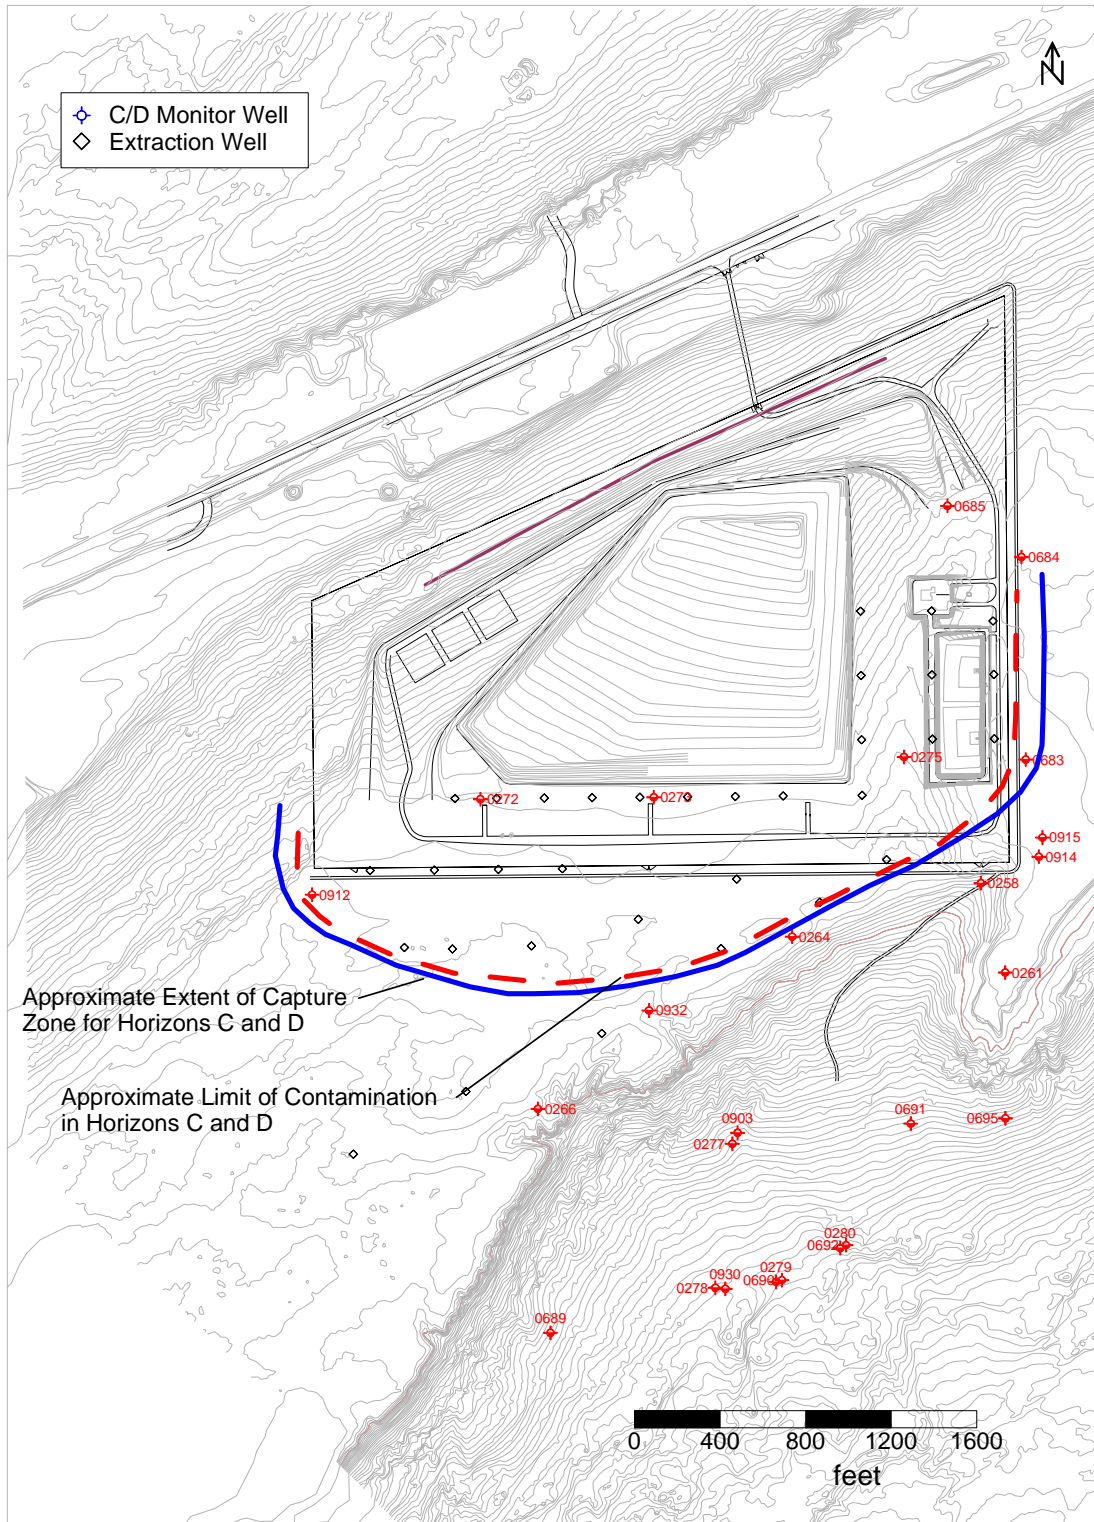 N
C/D Monitor Well
Extraction Well
0685
0684
0275
0683
0272
0273
0915
0914
0258
0912
0264
0261
Approximate Extent of Capture
Zone for Horizons C and D
0932
Approximate Limit of Contamination
in Horizons C and D
0266
0903
0277
0691
0695
0280
0692
0279
0690
0930
0278
0689
0 400 800 1200 1600
feet